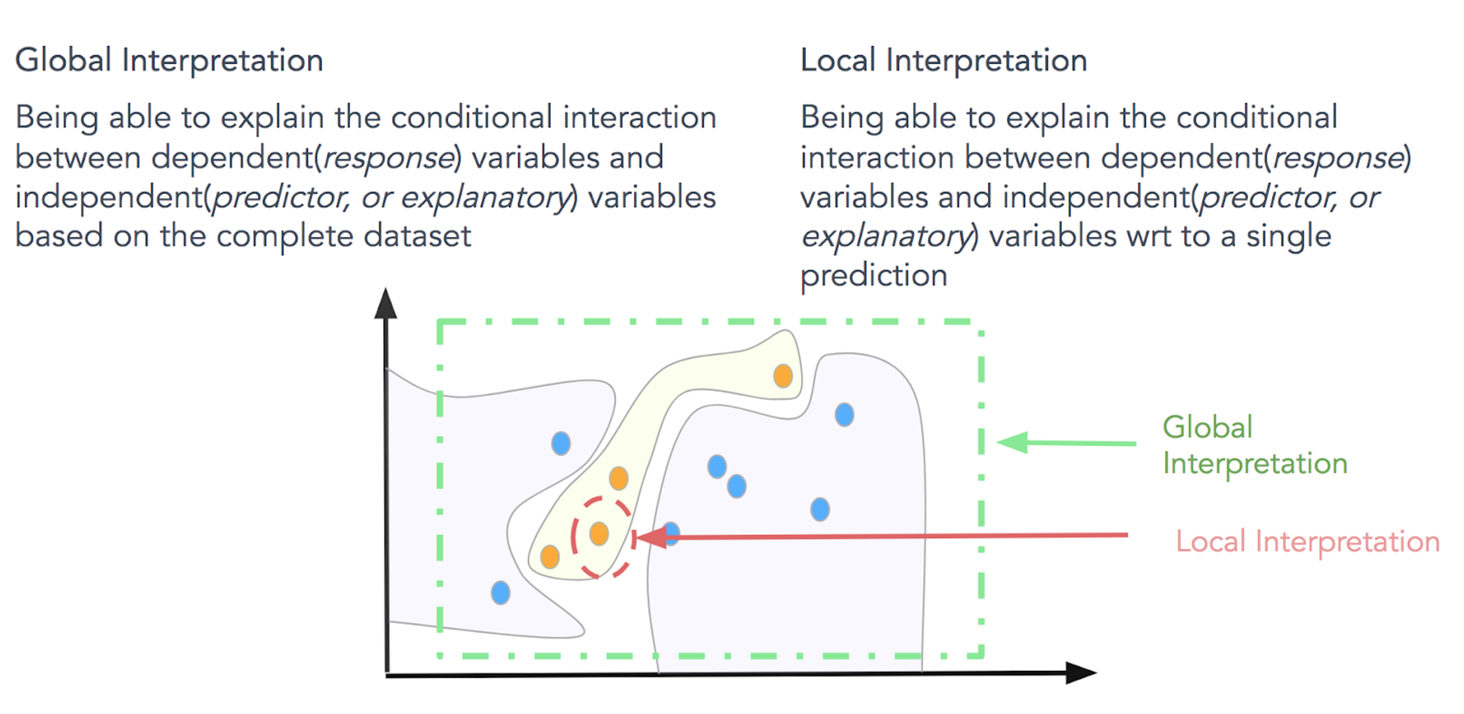 Global Interpretation
Being able to explain the conditional interaction
between dependent(response) variables and
independent(predictor, or explanatory) variables
based on the complete dataset
Local Interpretation
Being able to explain the conditional
interaction between dependent(response)
variables and independent(predictor, or
explanatory) variables wrt to a single
prediction
Global
Interpretation
Local Interpretation